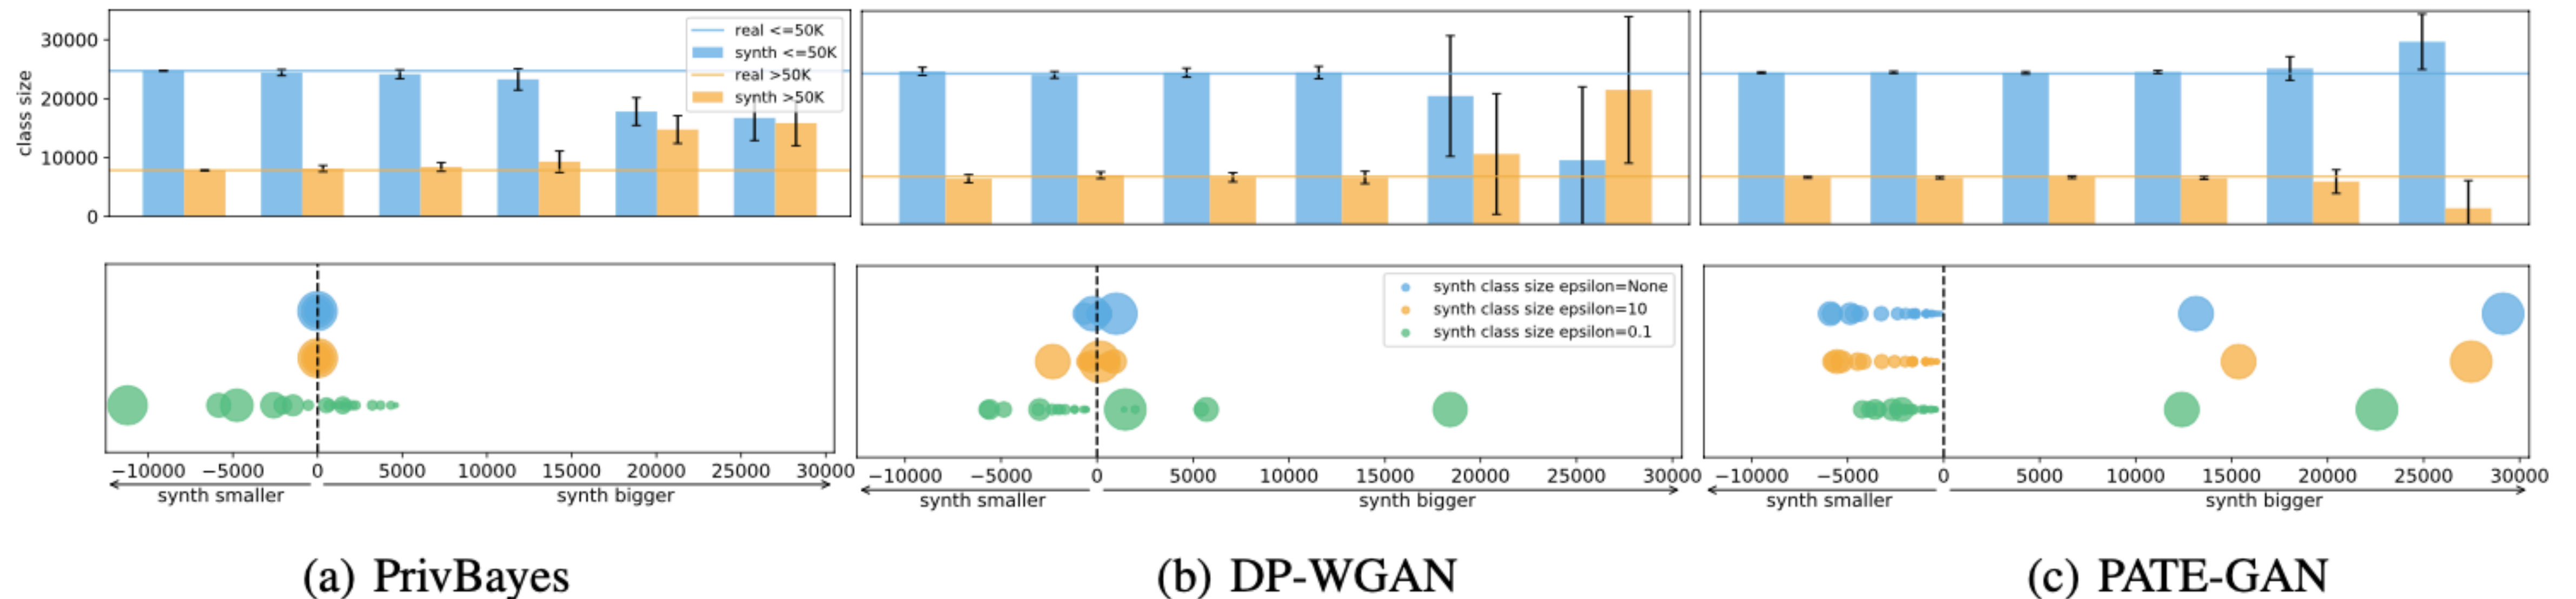 30000
20000
10000
0
class size
real <=50K
synth <=50K
real >50K
synth >50K
synth class size epsilon=None
synth class size epsilon=10
synth class size epsilon=0.1
−10000 −5000 0 5000 10000 15000 20000 25000 30000
synth smaller synth bigger
−10000 −5000 0 5000 10000 15000 20000 25000 30000
synth smaller synth bigger
−10000 −5000 0 5000 10000 15000 20000 25000 30000
synth smaller synth bigger
(a) PrivBayes
(b) DP-WGAN
(c) PATE-GAN